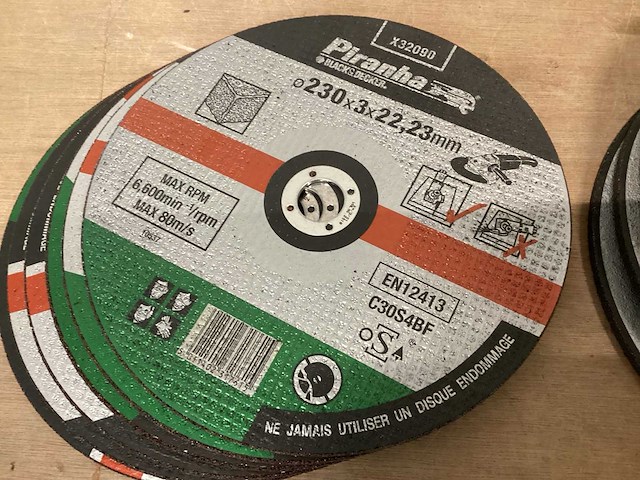 X32090
Piranha
BLACK & DECKER
Ø230x3x22,23mm
MAX RPM
6,600min⁻¹/rpm
MAX 80m/s
EN12413
C30S4BF
NE JAMAIS UTILISER UN DISQUE ENDOMMAGE